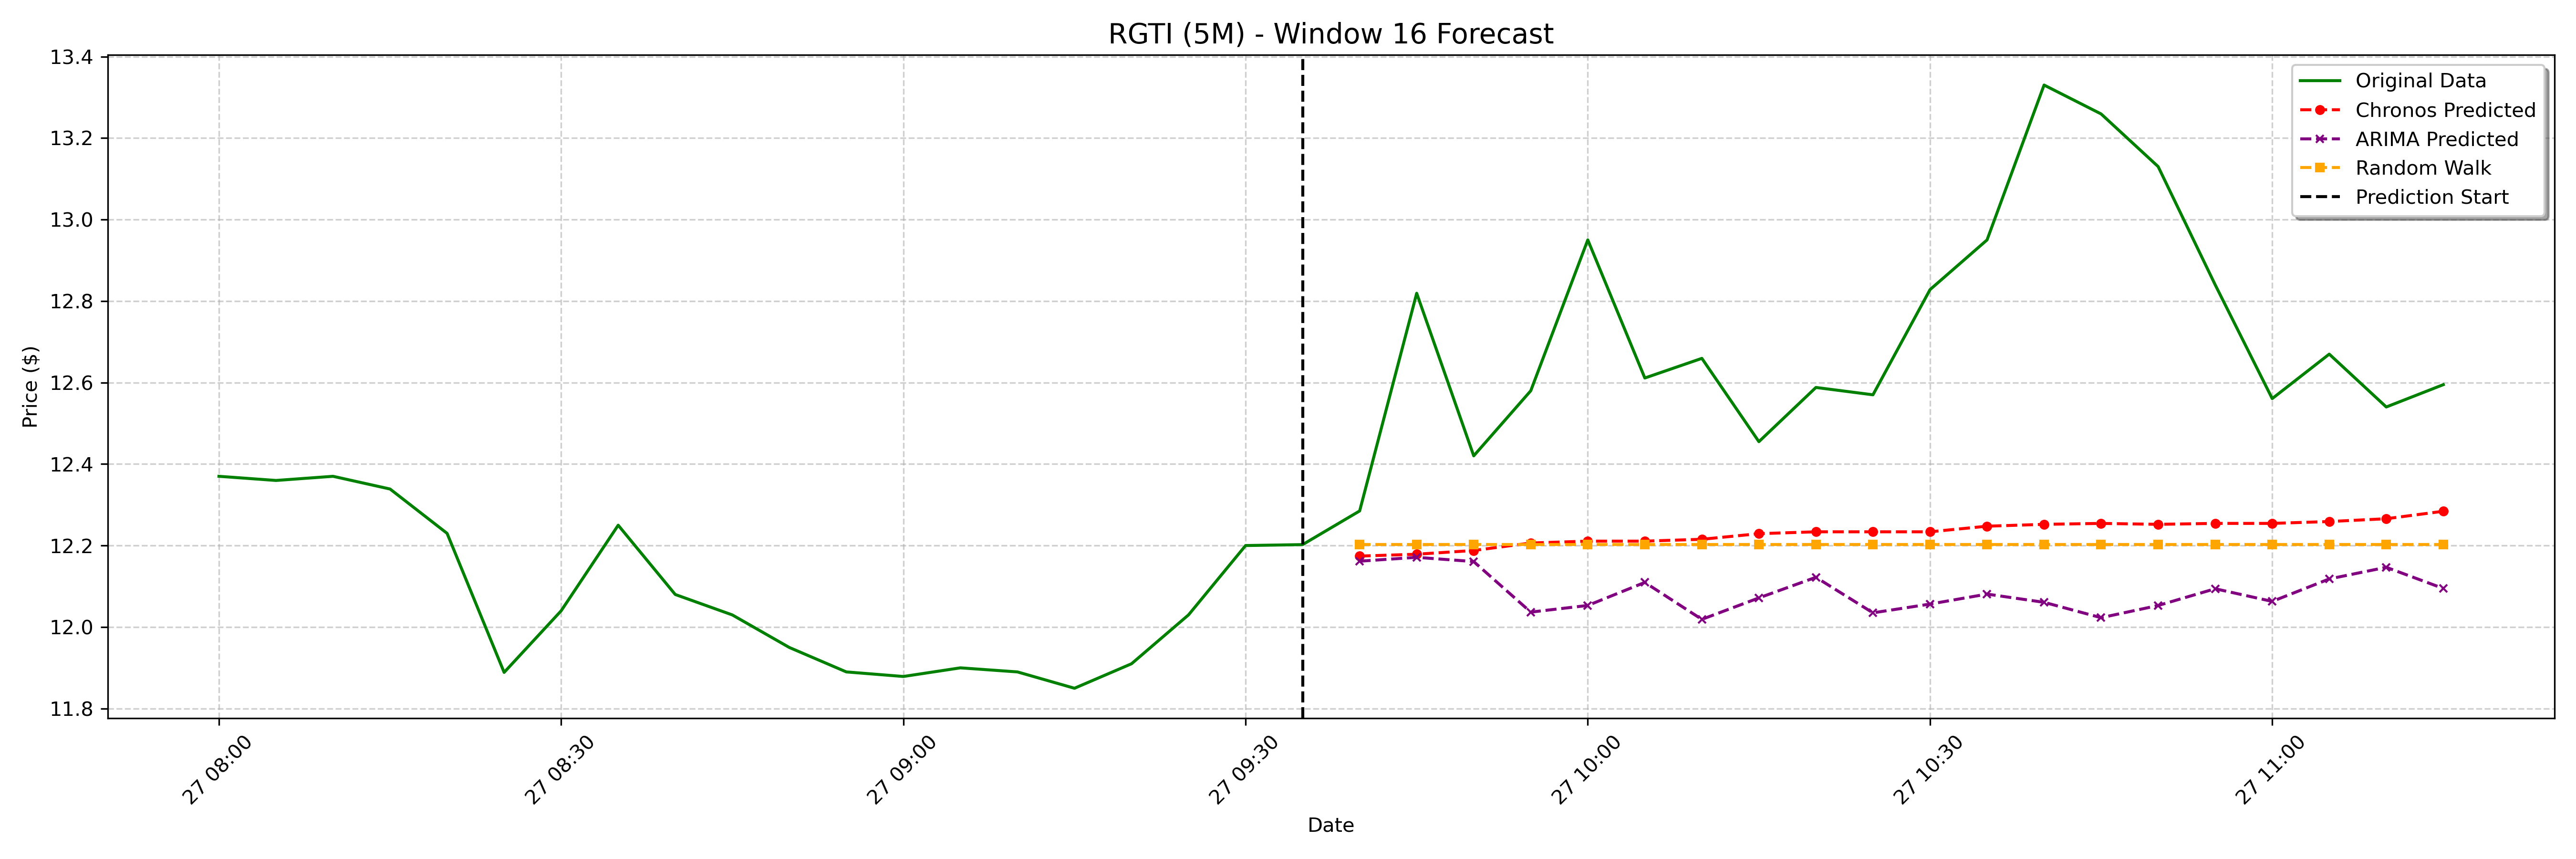 RGTI (5M) - Window 16 Forecast
13.4
13.2
13.0
12.8
12.6
12.4
12.2
12.0
11.8
Price ($)
Original Data
Chronos Predicted
ARIMA Predicted
Random Walk
Prediction Start
27 08:00
27 08:30
27 09:00
27 09:30
27 10:00
27 10:30
27 11:00
Date